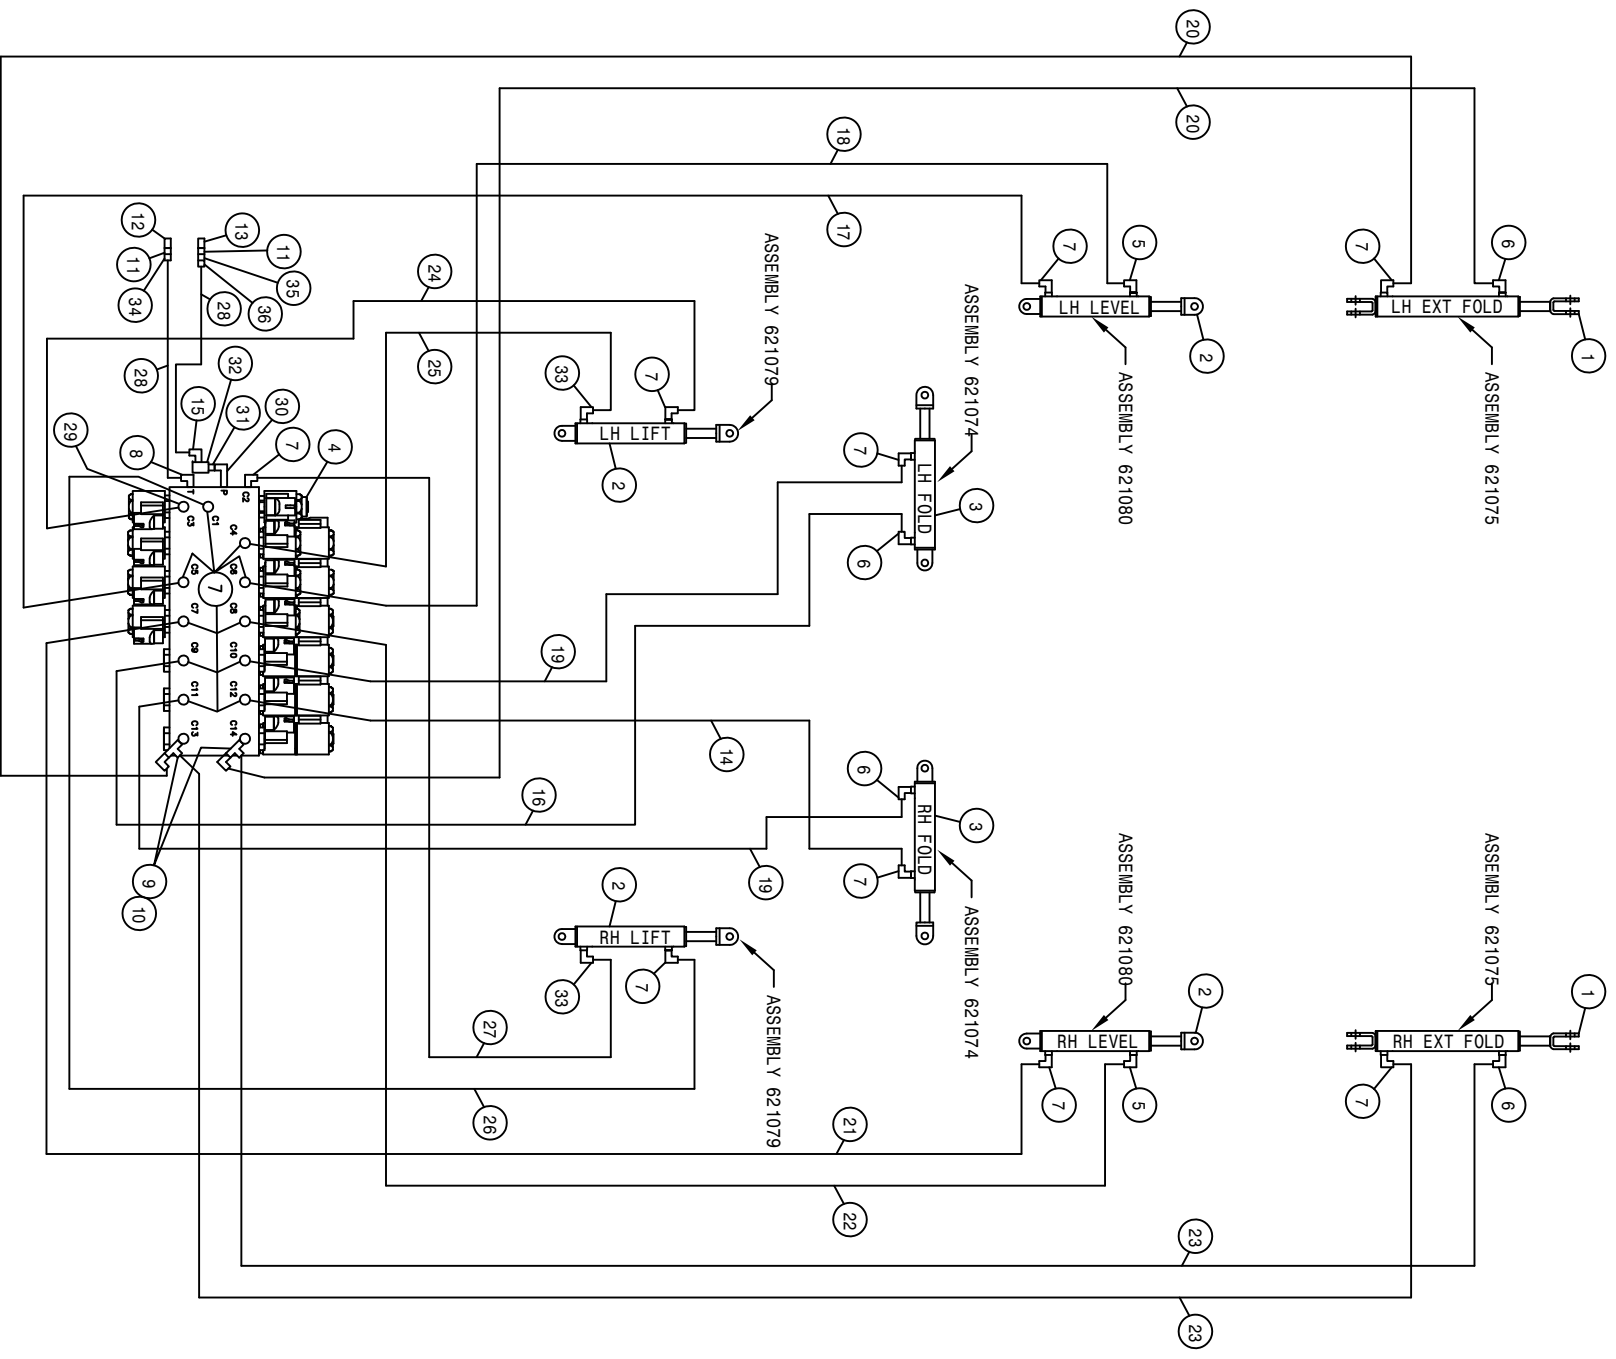 20
20
18
17
6
7
5
7
LH EXT FOLD
LH LEVEL
1
2
ASSEMBLY 621075
ASSEMBLY 621080
ASSEMBLY 621074
ASSEMBLY 621079
12
11
34
13
11
35
36
28
28
24
25
33
7
LH LIFT
2
7
LH FOLD
3
6
32
15
31
30
29
8
7
4
T
P
C2
C3
C1
C4
C5
C6
7
C7
C8
C9
C10
C11
C12
C13
C14
19
14
16
19
9
10
6
RH FOLD
3
7
ASSEMBLY 621074
2
RH LIFT
33
7
ASSEMBLY 621079
27
26
ASSEMBLY 621080
2
RH LEVEL
7
5
ASSEMBLY 621075
1
RH EXT FOLD
7
6
21
22
23
23